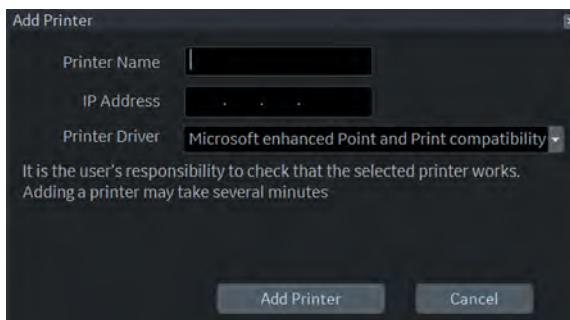 Add Printer
Printer Name
IP Address
. . .
Printer Driver Microsoft enhanced Point and Print compatibility
It is the user's responsibility to check that the selected printer works.
Adding a printer may take several minutes
Add Printer Cancel